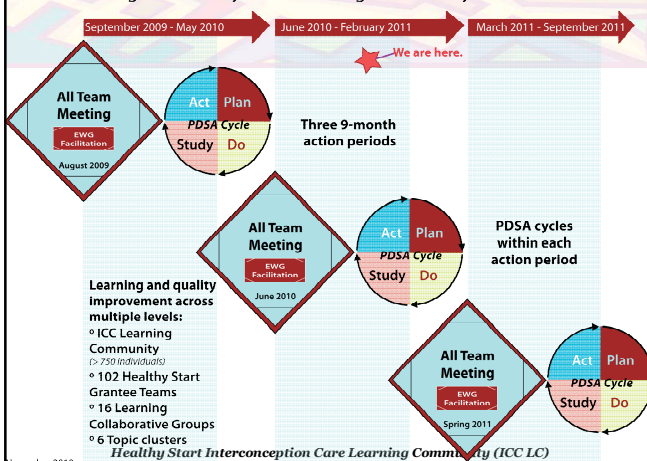 September 2009 - May 2010
June 2010 - February 2011
March 2011 - September 2011
We are here.
All Team
Meeting
EWG
Facilitation
August 2009
Act
Plan
PDSA Cycle
Study
Do
Three 9-month
action periods
All Team
Meeting
EWG
Facilitation
June 2010
Act
Plan
PDSA Cycle
Study
Do
PDSA cycles
within each
action period
Learning and quality
improvement across
multiple levels:
º ICC Learning
Community
(> 750 individuals)
º 102 Healthy Start
Grantee Teams
º 16 Learning
Collaborative Groups
º 6 Topic clusters
All Team
Meeting
EWG
Facilitation
Spring 2011
Act
Plan
PDSA Cycle
Study
Do
Healthy Start Interconception Care Learning Community (ICC LC)